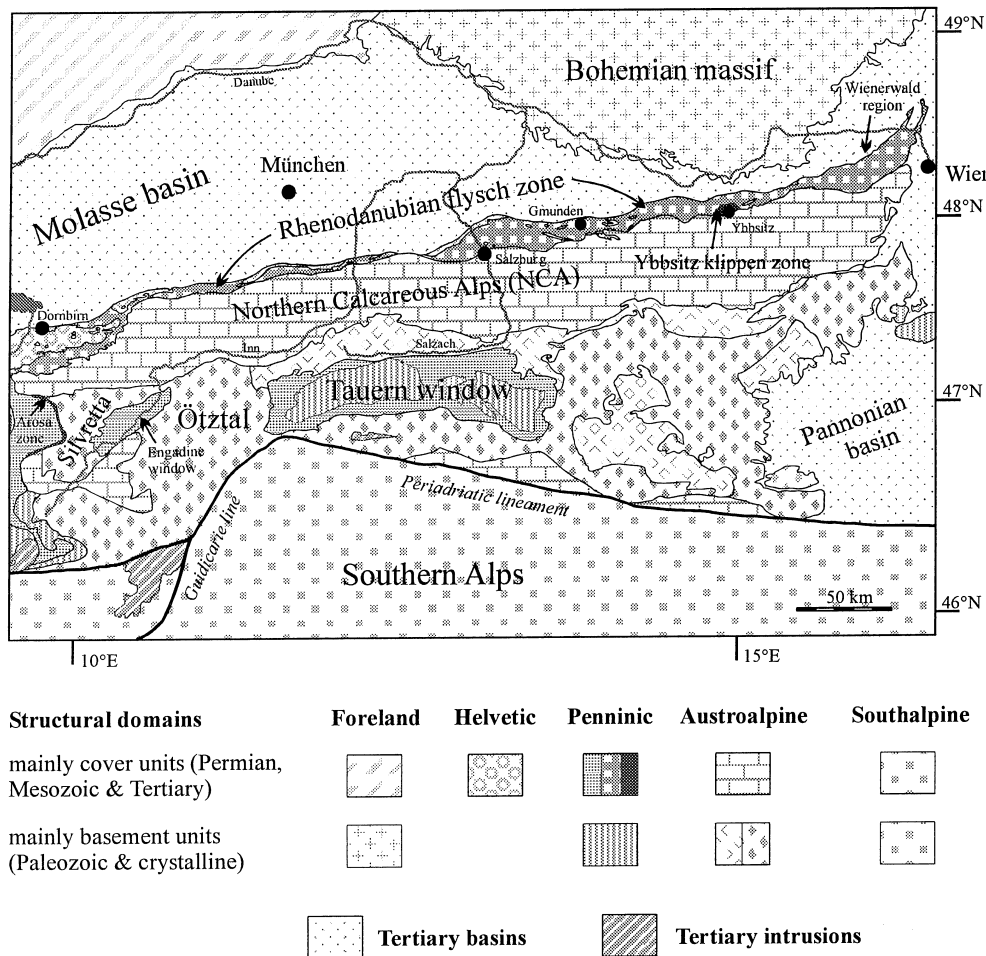 49°N
Bohemian massif
Danube
Wienerwald
region
München
Wien
Molasse basin
Rhenodanubian flysch zone
48°N
Gmunden
Ybbsitz
Salzburg
Ybbsitz klippen zone
Northern Calcareous Alps (NCA)
Dornbirn
Inn
Salzach
Tauern window
47°N
Arosa
zone
Silvretta
Ötztal
Engadine
window
Pannonian
basin
Periadriatic lineament
Guidicarie line
Southern Alps
50 km
46°N
10°E
15°E
Structural domains Foreland Helvetic Penninic Austroalpine Southalpine
mainly cover units (Permian,
Mesozoic & Tertiary)
mainly basement units
(Paleozoic & crystalline)
Tertiary basins Tertiary intrusions